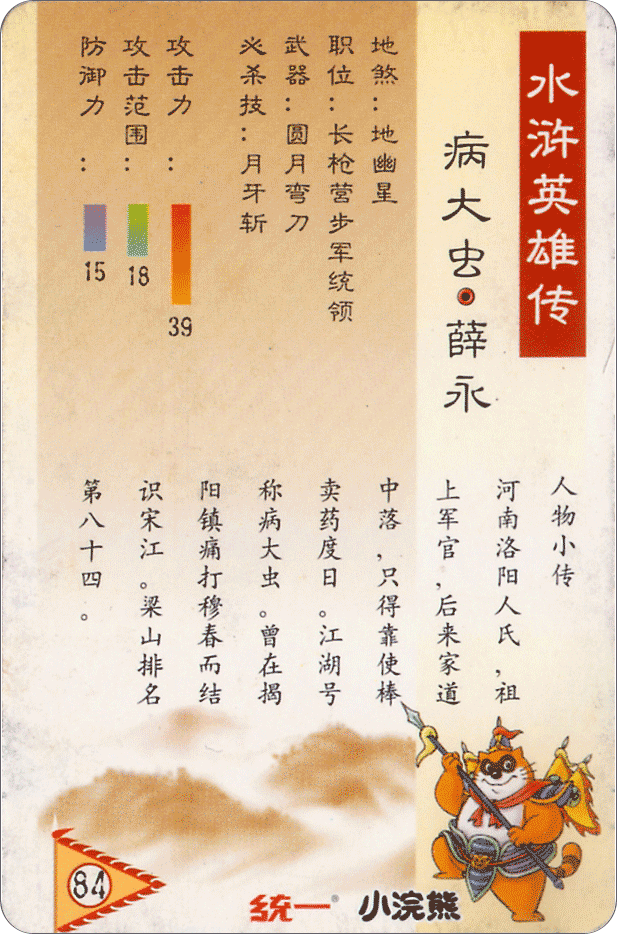 水浒英雄传
病大虫●薛永
地煞：地幽星
职位：长枪营步军统领
武器：圆月弯刀
必杀技：月牙斩
攻击力：
39
攻击范围：
18
防御力：
15
人物小传
河南洛阳人氏，祖
上军官，后来家道
中落，只得靠使棒
卖药度日。江湖号
称病大虫。曾在揭
阳镇痛打穆春而结
识宋江。梁山排名
第八十四。
84
统一® 小浣熊